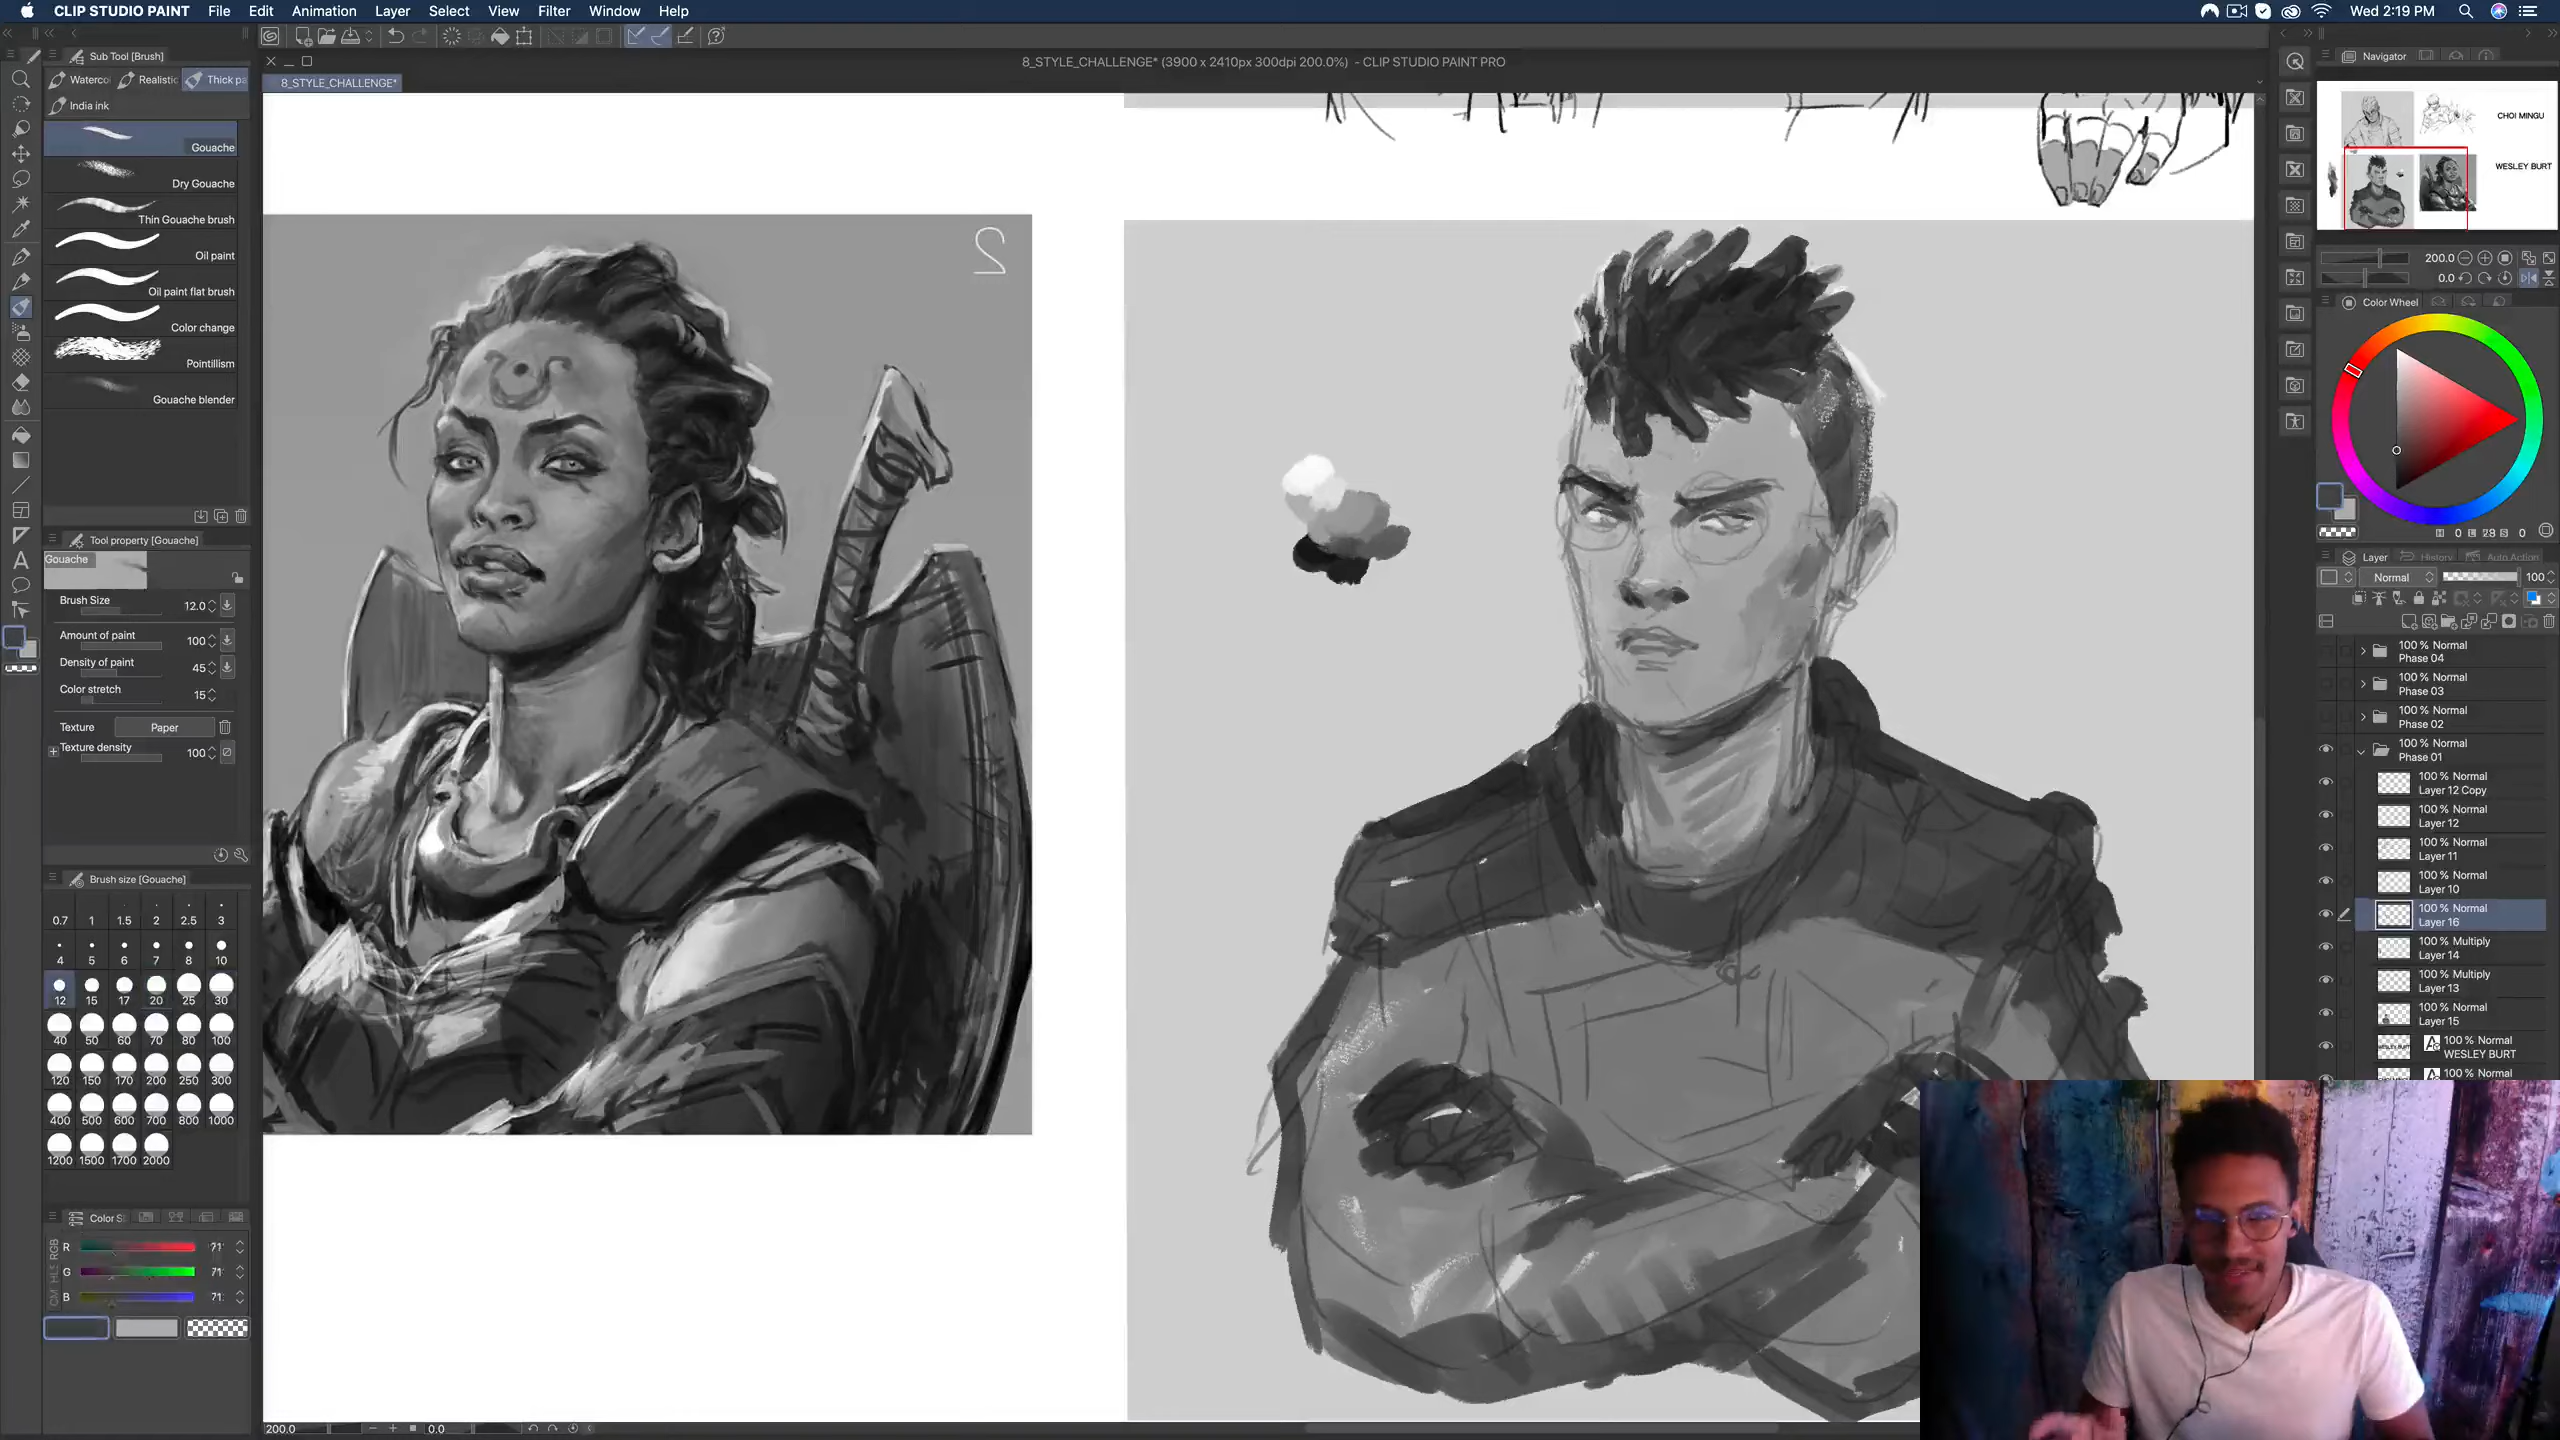 CLIP STUDIO PAINT File Edit Animation Layer Select View Filter Window Help
Wed 2:19 PM
Sub Tool [Brush]
Waterco Realistic Thick pa
India ink
Gouache
Dry Gouache
Thin Gouache brush
Oil paint
Oil paint flat brush
Color change
Pointillism
Gouache blender
Tool property [Gouache]
Gouache
Brush Size 12.0
Amount of paint 100
Density of paint 45
Color stretch 15
Texture Paper
Texture density 100
Brush size [Gouache]
0.7 1 1.5 2 2.5 3
4 5 6 7 8 10
12 15 17 20 25 30
40 50 60 70 80 100
120 150 170 200 250 300
400 500 600 700 800 1000
1200 1500 1700 2000
Color S
RGB
R 71
G 71
B 71
8_STYLE_CHALLENGE* (3900 x 2410px 300dpi 200.0%) - CLIP STUDIO PAINT PRO
8_STYLE_CHALLENGE*
2
200.0 0.0
Navigator
CHOI MINGU
WESLEY BURT
200.0
0.0
Color Wheel
H 0 L 28 S 0
Layer History Auto Action
Normal 100
100 % Normal
Phase 04
100 % Normal
Phase 03
100 % Normal
Phase 02
100 % Normal
Phase 01
100 % Normal
Layer 12 Copy
100 % Normal
Layer 12
100 % Normal
Layer 11
100 % Normal
Layer 10
100 % Normal
Layer 16
100 % Multiply
Layer 14
100 % Multiply
Layer 13
100 % Normal
Layer 15
100 % Normal
WESLEY BURT
100 % Normal